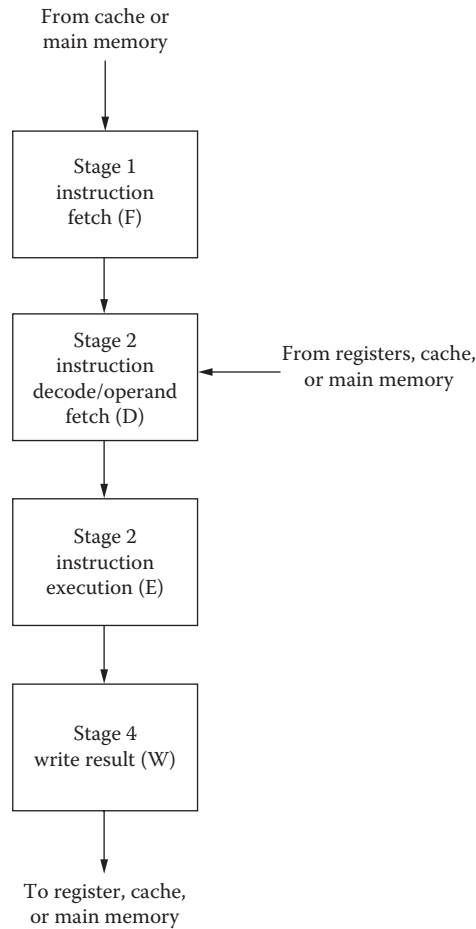 From cache or
main memory
Stage 1
instruction
fetch (F)
Stage 2
instruction
decode/operand
fetch (D)
From registers, cache,
or main memory
Stage 2
instruction
execution (E)
Stage 4
write result (W)
To register, cache,
or main memory